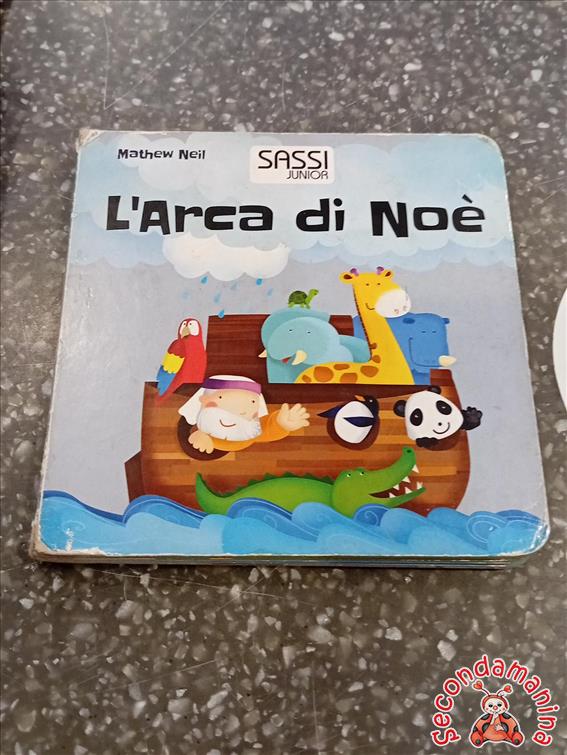 Mathew Neil
SASSI
JUNIOR
L'Arca di Noè
secondamanina